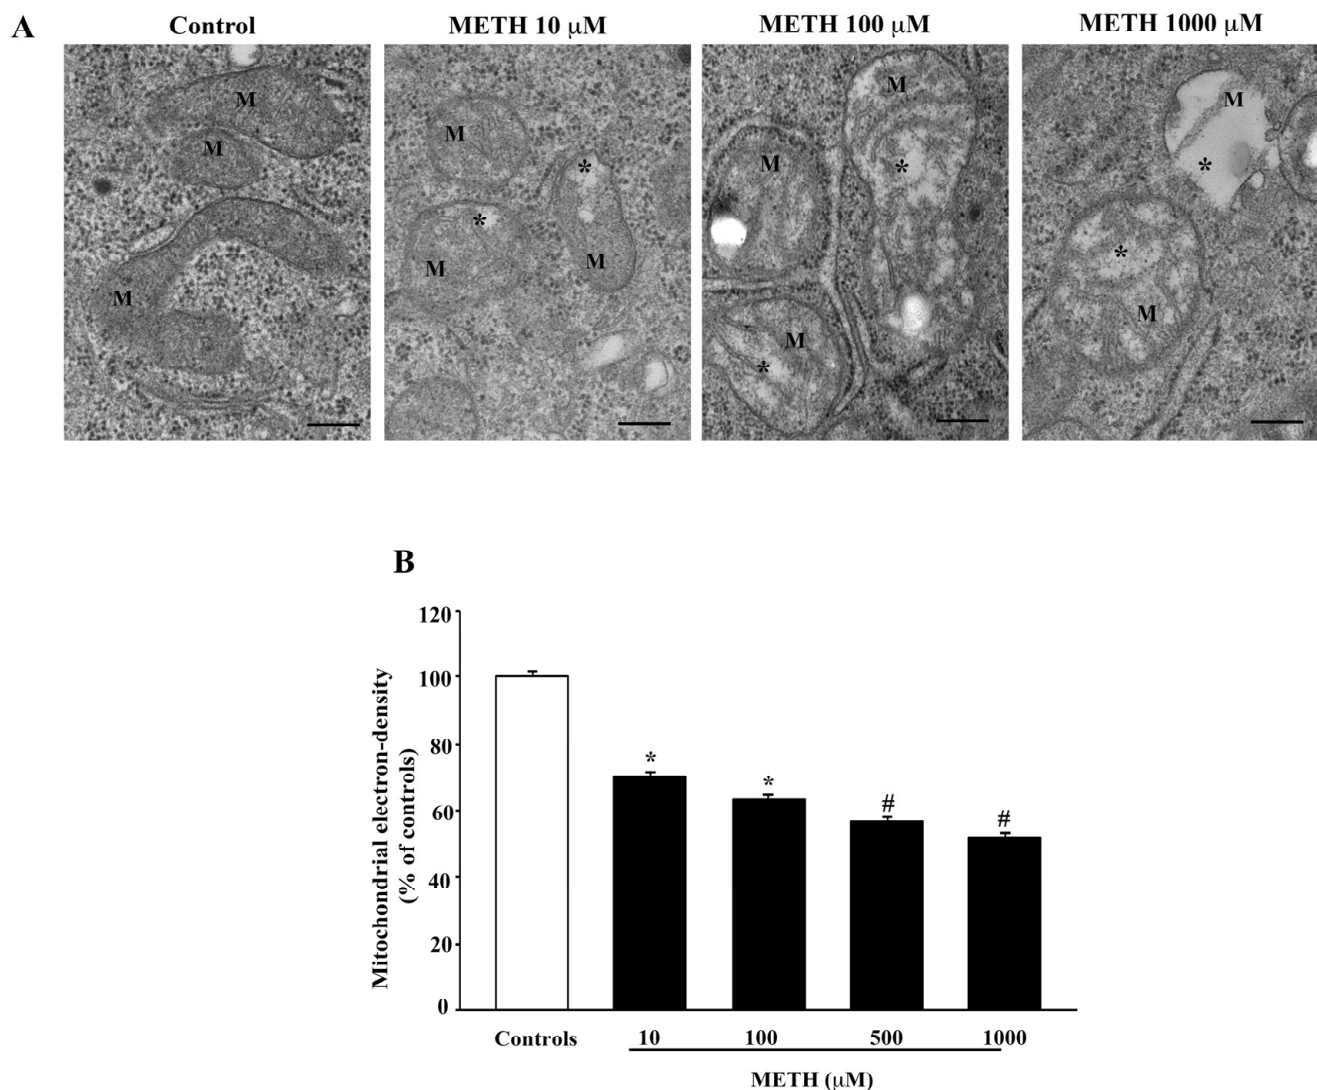 A
Control
METH 10 μM
METH 100 μM
METH 1000 μM
M
M
M
M
M
M
*
*
M
M
M
*
*
M
M
*
*
B
Mitochondrial electron-density
(% of controls)
120
100
80
60
40
20
0
*
*
#
#
Controls
10
100
500
1000
METH (μM)